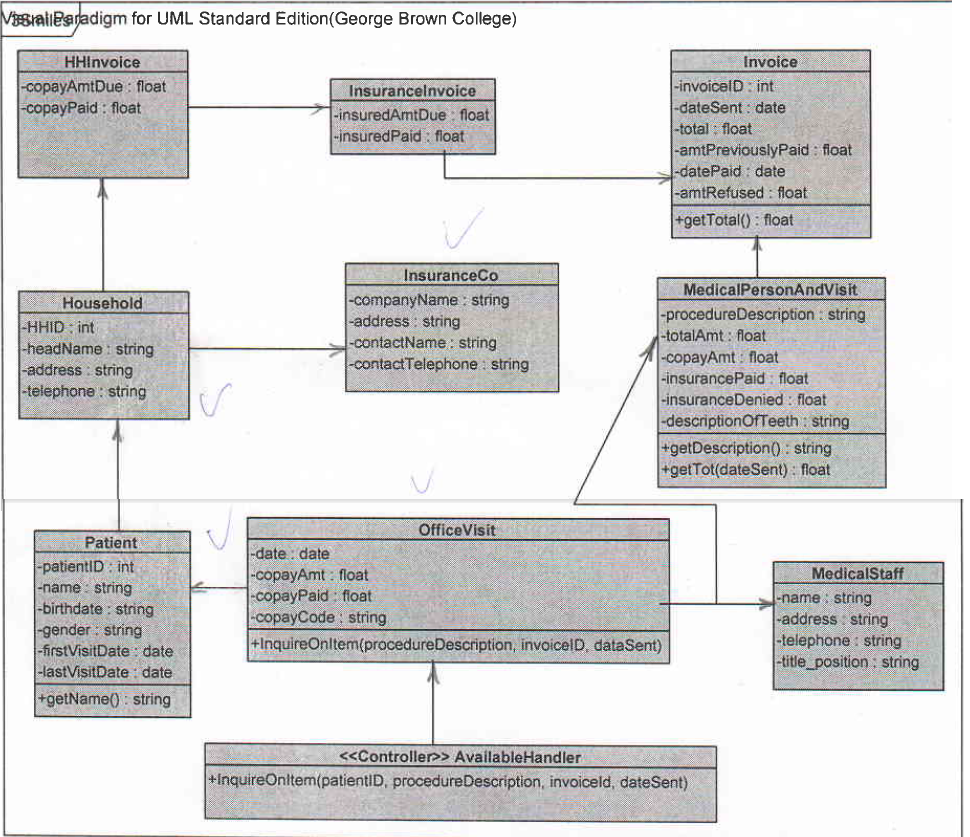 Visual Paradigm for UML Standard Edition(George Brown College)
3Smiles
HHInvoice
-copayAmtDue : float
-copayPaid : float
InsuranceInvoice
-insuredAmtDue : float
-insuredPaid : float
Invoice
-invoiceID : int
-dateSent : date
-total : float
-amtPreviouslyPaid : float
-datePaid : date
-amtRefused : float
+getTotal() : float
Household
-HHID : int
-headName : string
-address : string
-telephone : string
InsuranceCo
-companyName : string
-address : string
-contactName : string
-contactTelephone : string
MedicalPersonAndVisit
-procedureDescription : string
-totalAmt : float
-copayAmt : float
-insurancePaid : float
-insuranceDenied : float
-descriptionOfTeeth : string
+getDescription() : string
+getTot(dateSent) : float
Patient
-patientID : int
-name : string
-birthdate : string
-gender : string
-firstVisitDate : date
-lastVisitDate : date
+getName() : string
OfficeVisit
-date : date
-copayAmt : float
-copayPaid : float
-copayCode : string
+InquireOnItem(procedureDescription, invoiceID, dataSent)
MedicalStaff
-name : string
-address : string
-telephone : string
-title_position : string
<<Controller>> AvailableHandler
+InquireOnItem(patientID, procedureDescription, invoiceId, dateSent)